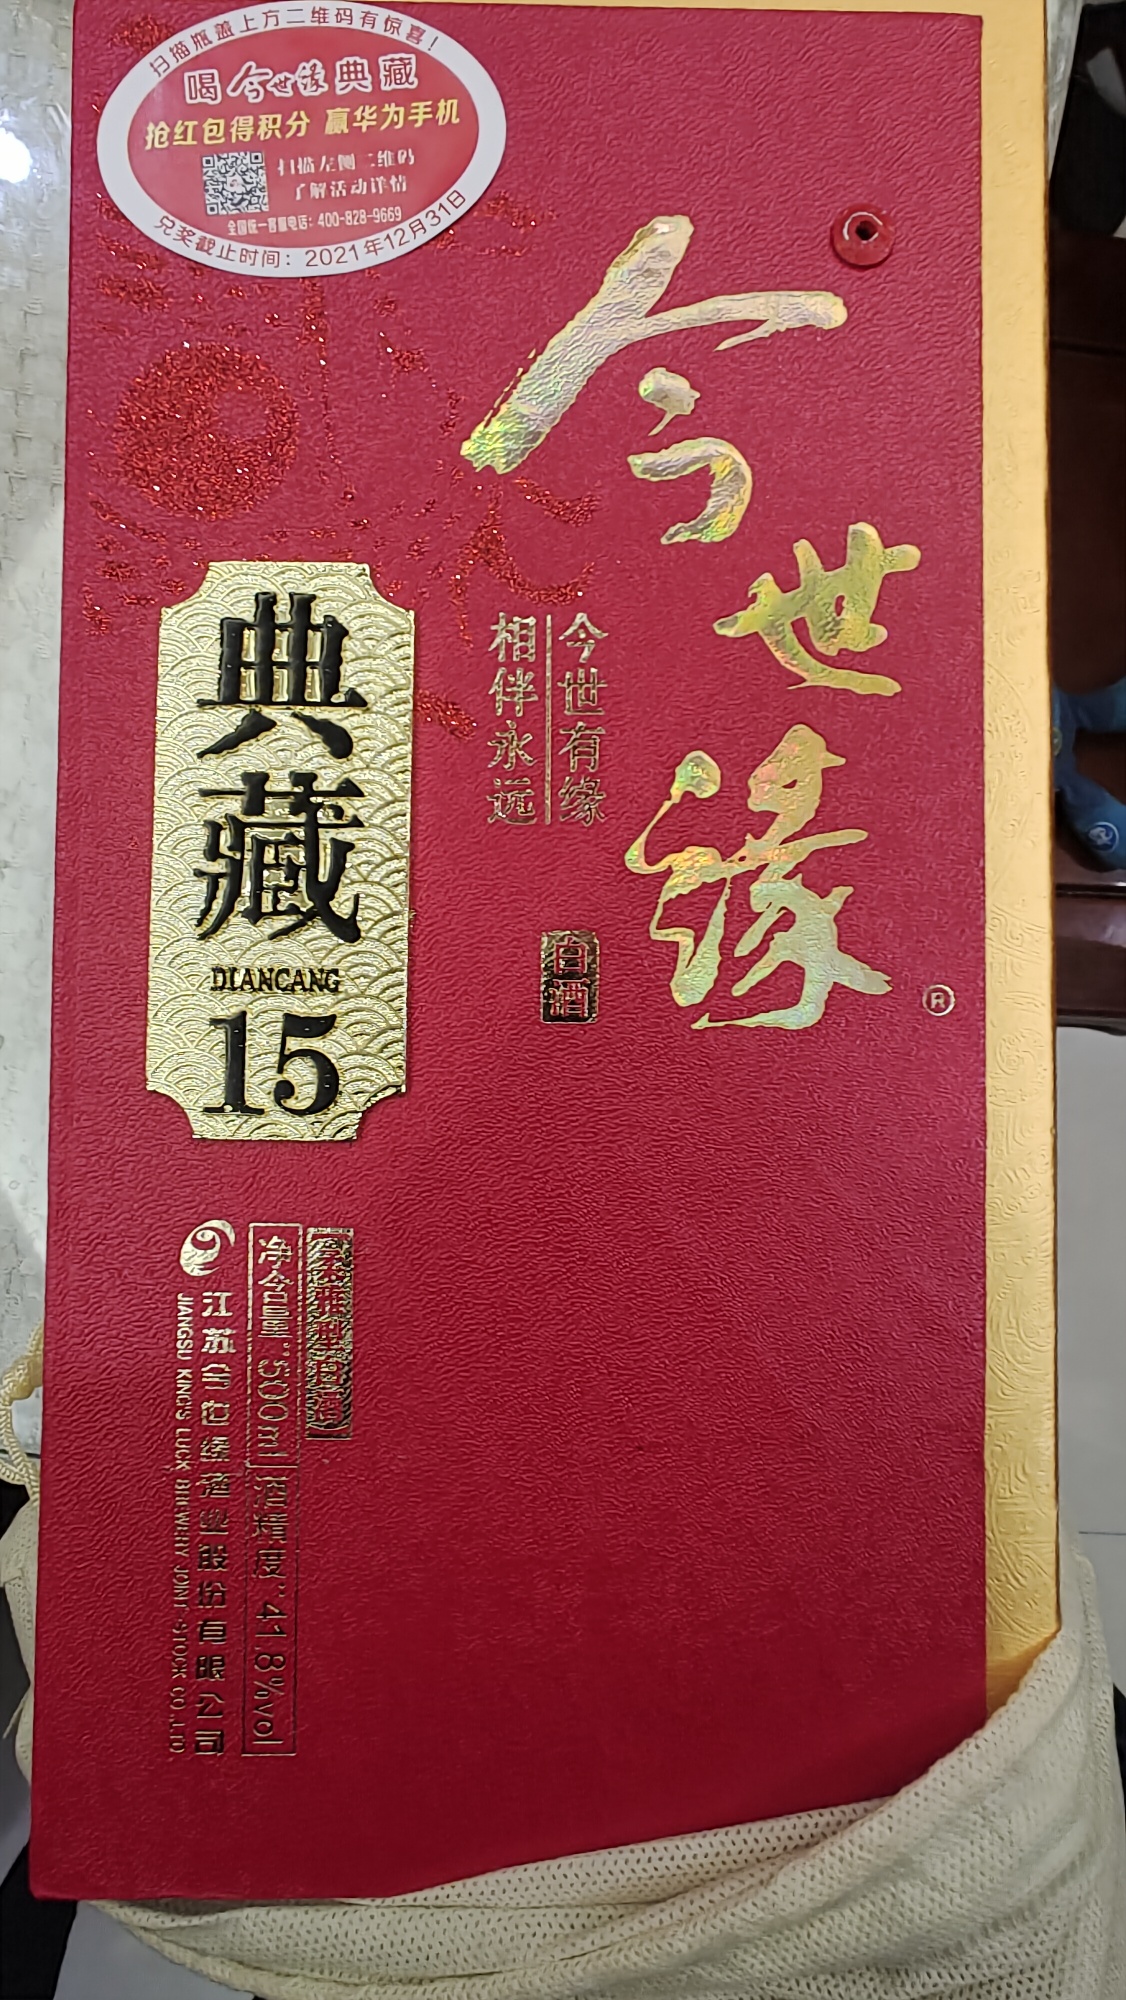 扫描瓶盖上方二维码有惊喜！
喝今世缘典藏
抢红包得积分 赢华为手机
扫描左侧二维码
了解活动详情
全国统一客服电话：400-828-9669
兑奖截止时间：2021年12月31日
今世缘
®
今世有缘
相伴永远
白酒
典藏
DIANCANG
15
净含量：500ml 酒精度：41.8%vol
江苏今世缘酒业股份有限公司
JIANGSU KING'S LUCK BREWERY JOINT-STOCK CO.,LTD